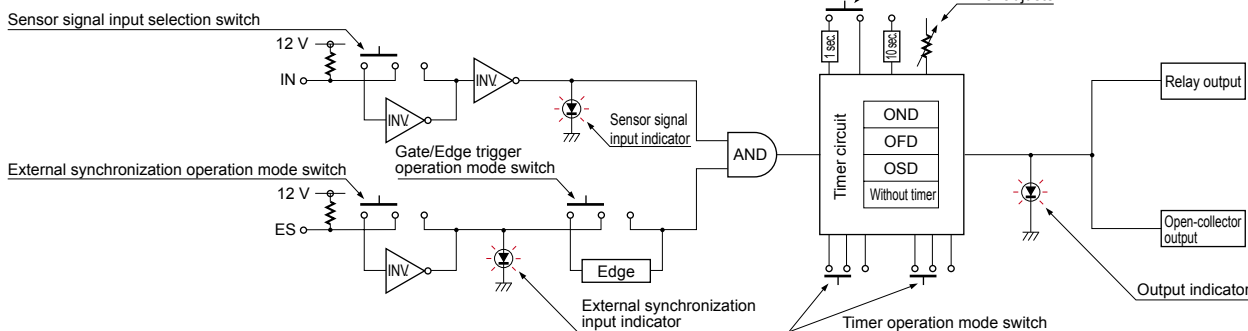 Sensor signal input selection switch
12 V
IN
INV.
INV.
Sensor signal
input indicator
1 sec.
10 sec.
Timer circuit
OND
OFD
OSD
Without timer
AND
Relay output
Open-collector
output
Output indicator
External synchronization operation mode switch
Gate/Edge trigger
operation mode switch
12 V
ES
INV.
Edge
External synchronization
input indicator
Timer operation mode switch